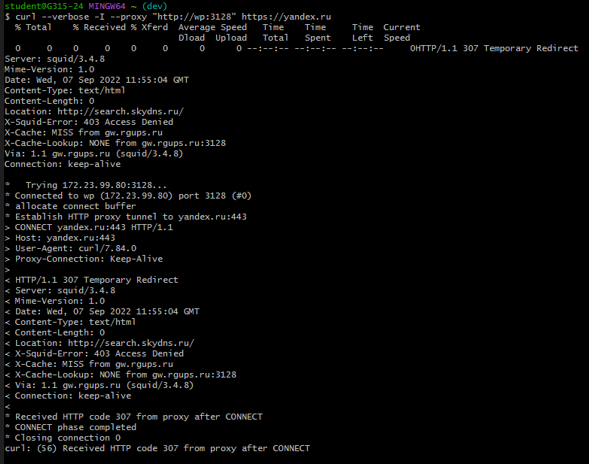 student@G315-24 MINGW64 ~ (dev)
$ curl --verbose -I --proxy "http://wp:3128" https://yandex.ru
  % Total    % Received % Xferd  Average Speed   Time    Time     Time  Current
                                 Dload  Upload   Total   Spent    Left  Speed
  0     0    0     0    0     0      0      0 --:--:-- --:--:-- --:--:--     0HTTP/1.1 307 Temporary Redirect
Server: squid/3.4.8
Mime-Version: 1.0
Date: Wed, 07 Sep 2022 11:55:04 GMT
Content-Type: text/html
Content-Length: 0
Location: http://search.skydns.ru/
X-Squid-Error: 403 Access Denied
X-Cache: MISS from gw.rgups.ru
X-Cache-Lookup: NONE from gw.rgups.ru:3128
Via: 1.1 gw.rgups.ru (squid/3.4.8)
Connection: keep-alive

*   Trying 172.23.99.80:3128...
* Connected to wp (172.23.99.80) port 3128 (#0)
* allocate connect buffer
* Establish HTTP proxy tunnel to yandex.ru:443
> CONNECT yandex.ru:443 HTTP/1.1
> Host: yandex.ru:443
> User-Agent: curl/7.84.0
> Proxy-Connection: Keep-Alive
>
< HTTP/1.1 307 Temporary Redirect
< Server: squid/3.4.8
< Mime-Version: 1.0
< Date: Wed, 07 Sep 2022 11:55:04 GMT
< Content-Type: text/html
< Content-Length: 0
< Location: http://search.skydns.ru/
< X-Squid-Error: 403 Access Denied
< X-Cache: MISS from gw.rgups.ru
< X-Cache-Lookup: NONE from gw.rgups.ru:3128
< Via: 1.1 gw.rgups.ru (squid/3.4.8)
< Connection: keep-alive
<
* Received HTTP code 307 from proxy after CONNECT
* CONNECT phase completed
* Closing connection 0
curl: (56) Received HTTP code 307 from proxy after CONNECT